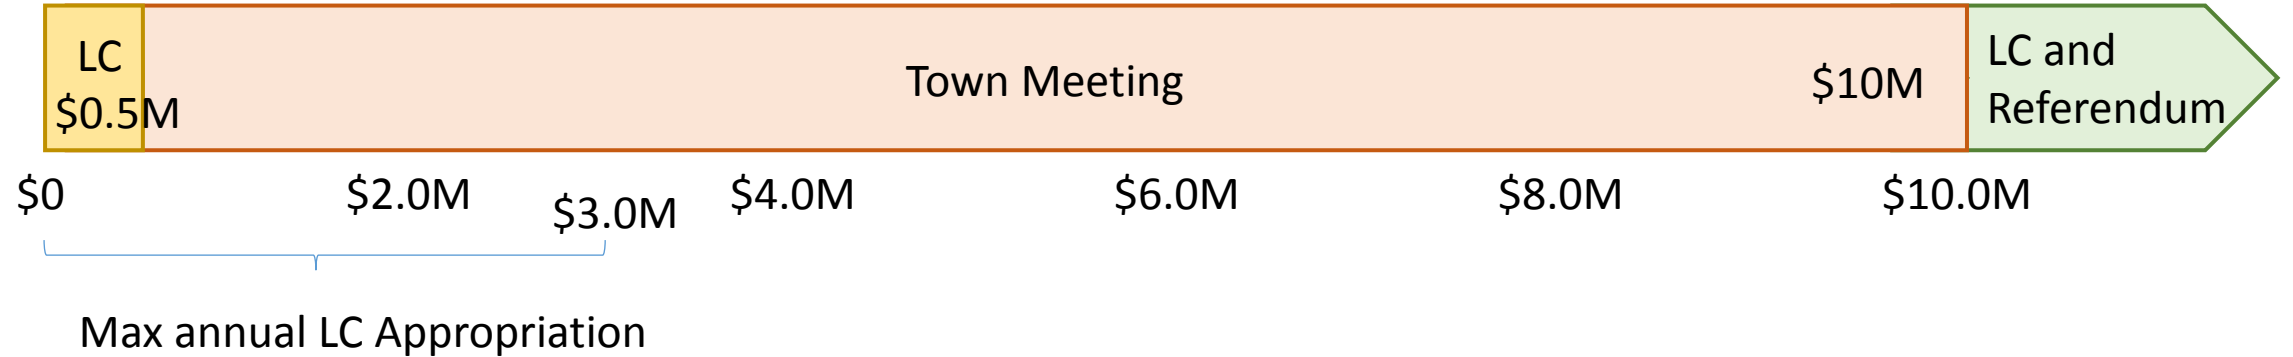 LC
$0.5M
Town Meeting
$10M
LC and
Referendum
$0
$2.0M
$3.0M
$4.0M
$6.0M
$8.0M
$10.0M
Max annual LC Appropriation